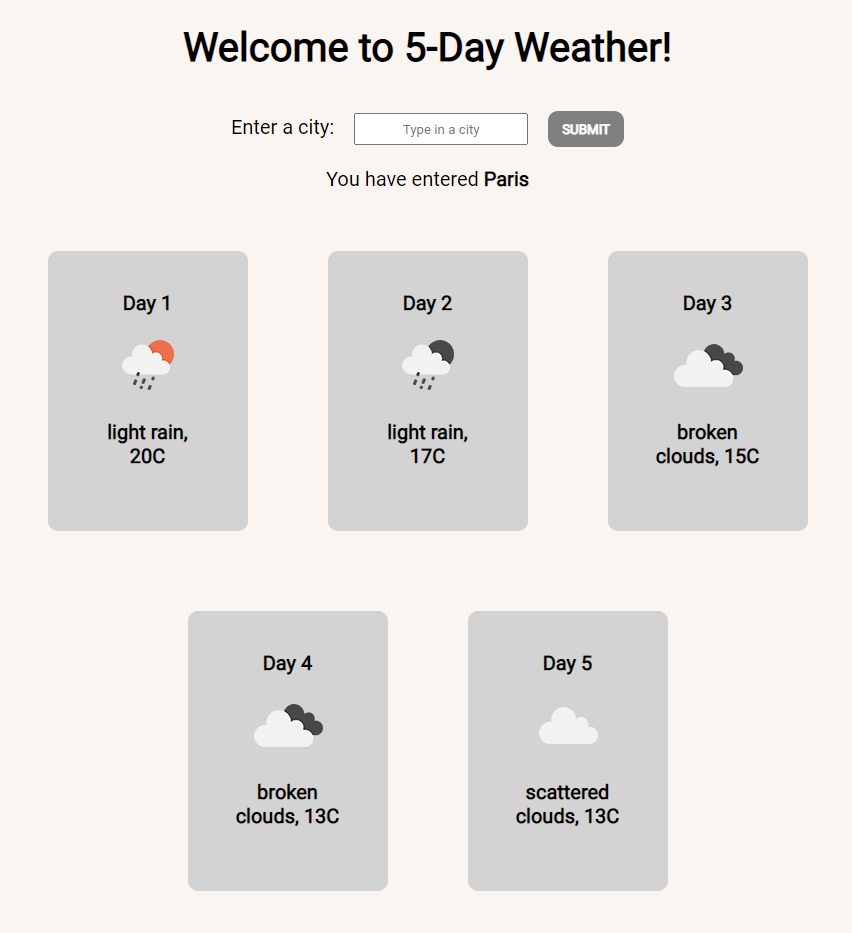 Welcome to 5-Day Weather!
Enter a city: Type in a city SUBMIT
You have entered Paris
Day 1
light rain,
20C
Day 2
light rain,
17C
Day 3
broken
clouds, 15C
Day 4
broken
clouds, 13C
Day 5
scattered
clouds, 13C